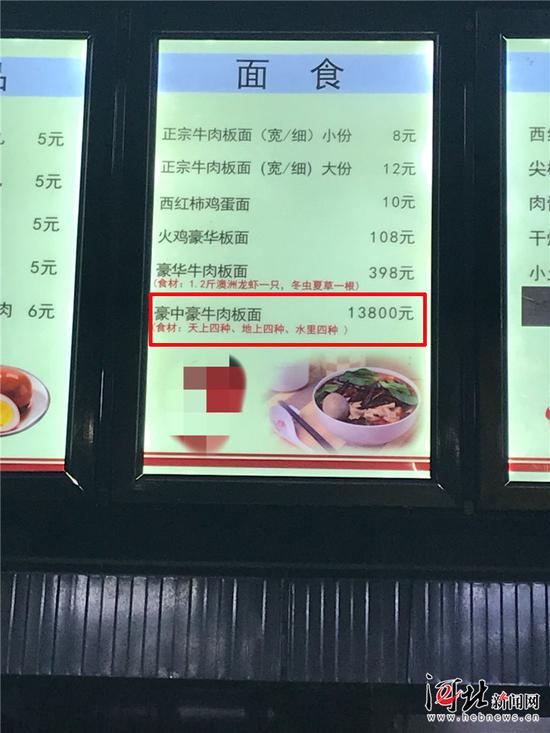 品
5元
5元
5元
5元
肉 6元
面 食
正宗牛肉板面（宽/细）小份 8元
正宗牛肉板面（宽/细）大份 12元
西红柿鸡蛋面 10元
火鸡豪华板面 108元
豪华牛肉板面 398元
(食材：1.2斤澳洲龙虾一只，冬虫夏草一根)
豪中豪牛肉板面 13800元
(食材：天上四种、地上四种、水里四种 )
西红
尖椒
肉
干
小
河北新闻网
www.hebnews.cn